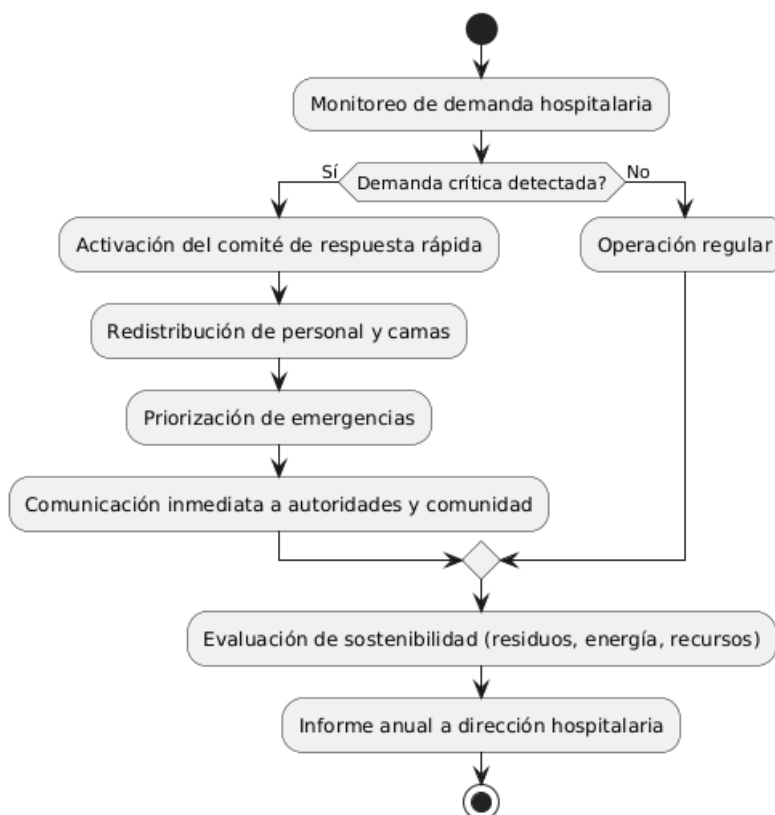 Monitoreo de demanda hospitalaria
Sí
Demanda crítica detectada?
No
Activación del comité de respuesta rápida
Operación regular
Redistribución de personal y camas
Priorización de emergencias
Comunicación inmediata a autoridades y comunidad
Evaluación de sostenibilidad (residuos, energía, recursos)
Informe anual a dirección hospitalaria